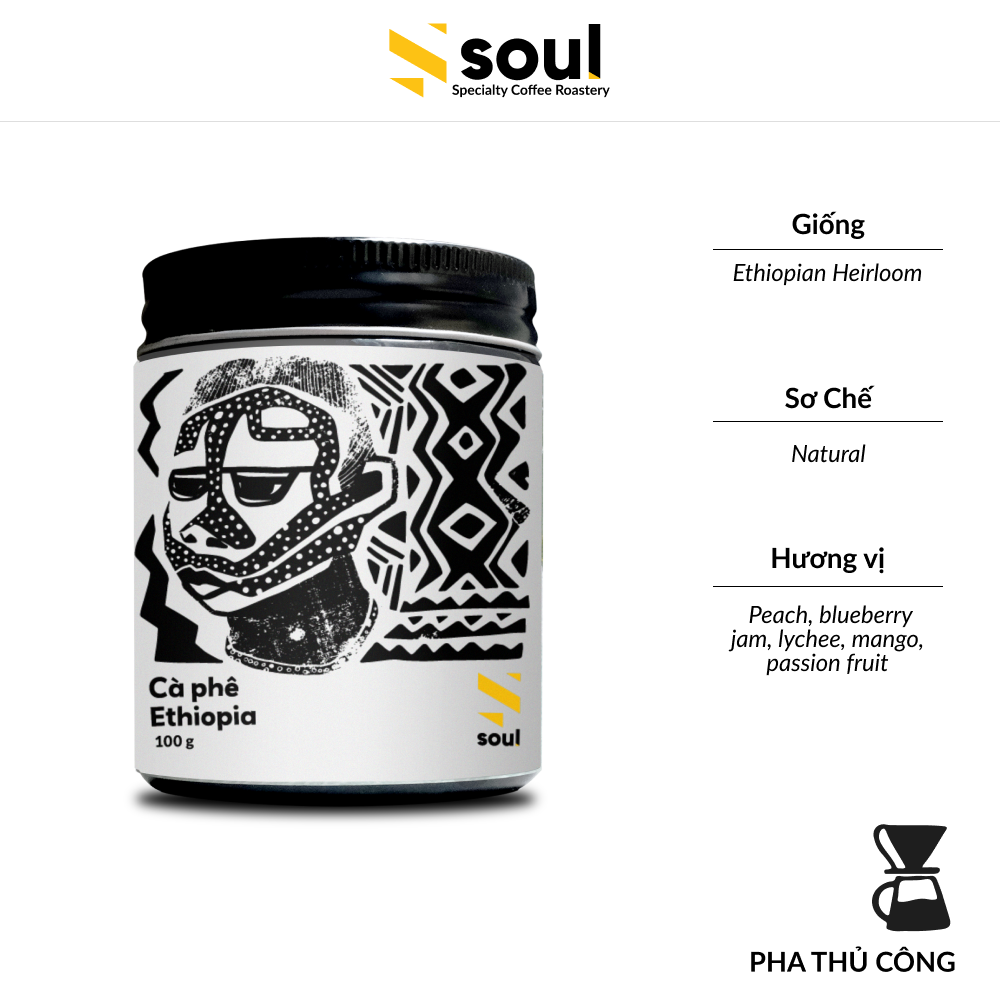 soul
Specialty Coffee Roastery
Giống
Ethiopian Heirloom
Sơ Chế
Natural
Hương vị
Peach, blueberry
jam, lychee, mango,
passion fruit
Cà phê
Ethiopia
100 g
soul
PHA THỦ CÔNG